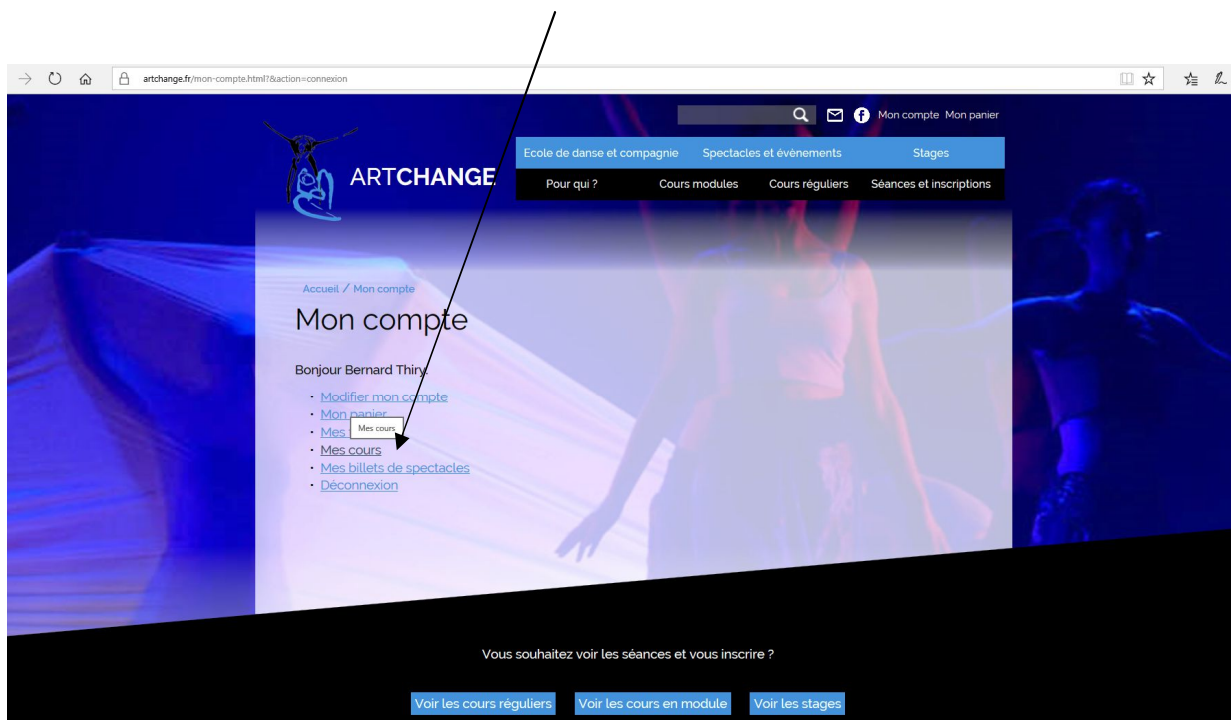 artchange.fr/mon-compte.html?&action=connexion
Mon compte Mon panier
Ecole de danse et compagnie Spectacles et évènements Stages
ARTCHANGE
Pour qui ? Cours modules Cours réguliers Séances et inscriptions
Accueil / Mon compte
Mon compte
Bonjour Bernard Thiry.
· Modifier mon compte
· Mon panier
· Mes
Mes cours
· Mes cours
· Mes billets de spectacles
· Déconnexion
Vous souhaitez voir les séances et vous inscrire ?
Voir les cours réguliers Voir les cours en module Voir les stages